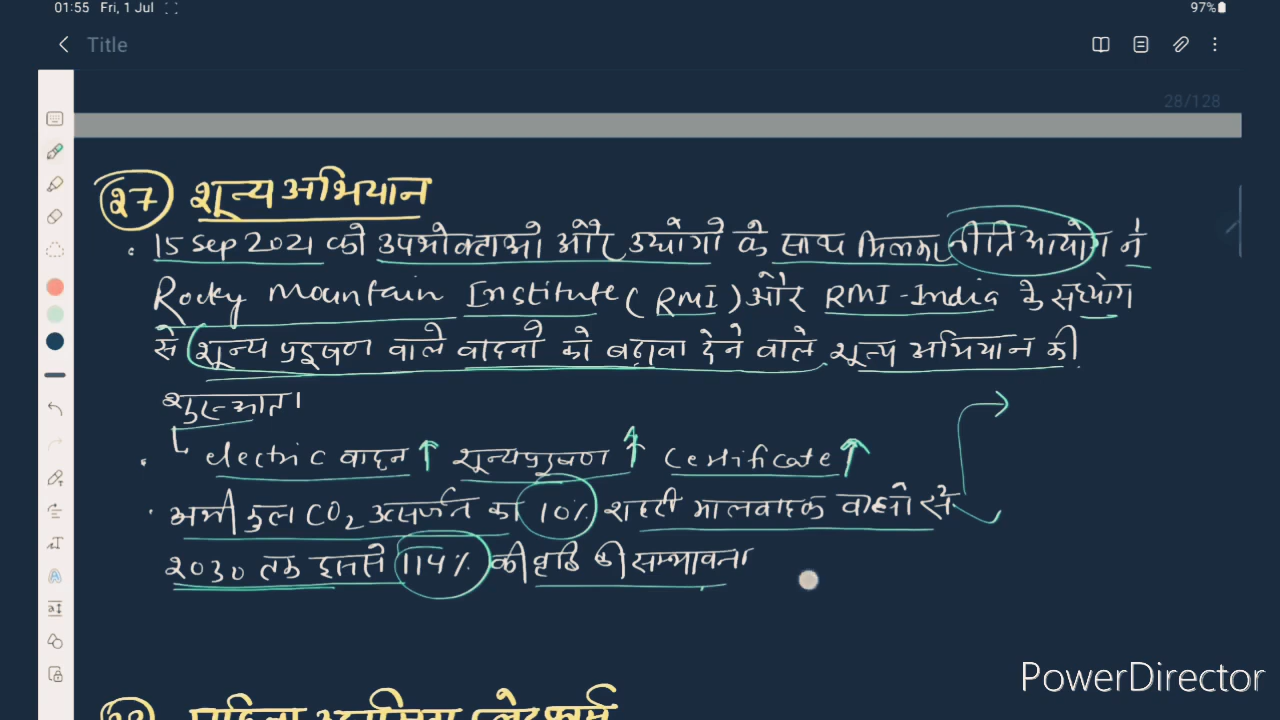 01:55 Fri, 1 Jul 97%
Title
28/128
27 शून्य अभियान
15 Sep 2021 को उपभोक्ताओ और उद्योगो के साथ मिलकर नीति आयोग ने
Rocky Mountain Institute (RMI) और RMI-India के सहयोग
से शून्य प्रदूषण वाले वाहनो को बढ़ावा देने वाले शून्य अभियान की
शुरूआत।
electric वाहन ↑ शून्य प्रदूषण ↑ Certificate ↑
अभी कुल CO2 उत्सर्जन का 10% शहरी मालवाहक वाहनो से
2030 तक इसमे 114% की वृद्धि की सम्भावना
PowerDirector